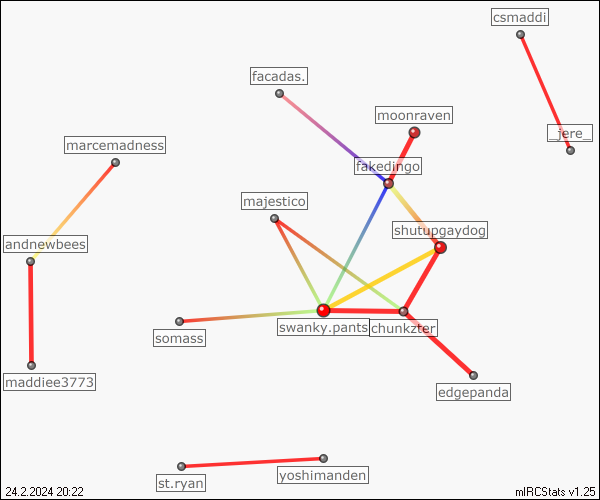 csmaddi
facadas.
moonraven
_jere_
marcemadness
fakedingo
majestico
shutupgaydog
andnewbees
swanky.pants
chunkzter
somass
maddiee3773
edgepanda
st.ryan
yoshimanden
24.2.2024 20:22
mIRCStats v1.25